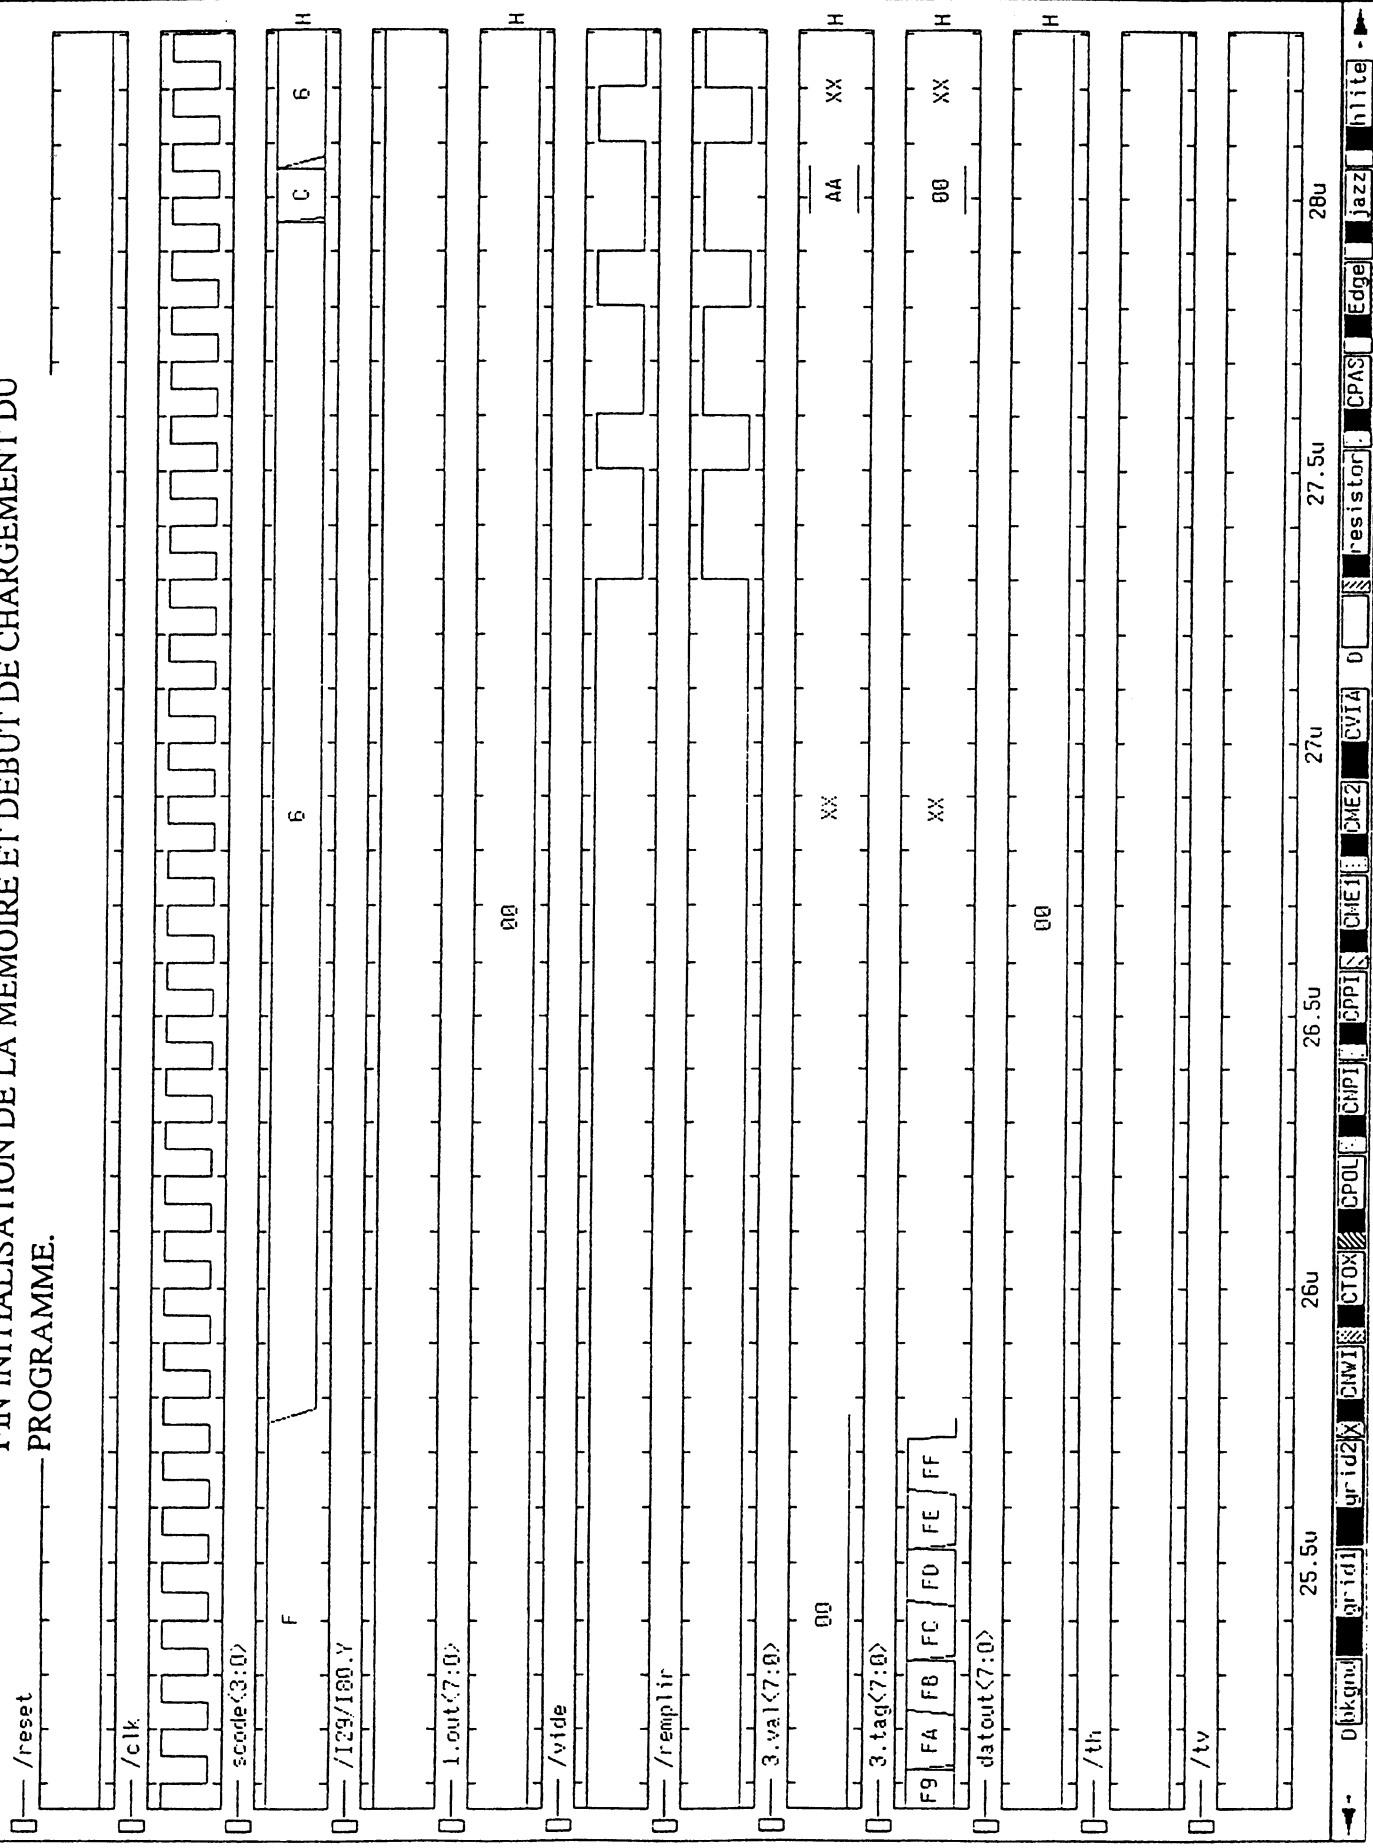 FIN INITIALISATION DE LA MEMOIRE ET DEBUT DE CHARGEMENT DU
PROGRAMME.
/reset
/clk
scode<3:0>
F 6 C 6 H
/I29/I80.Y
1.out<7:0>
00 H
/vide
/remplir
3.val<7:0>
00 XX AA XX H
3.tag<7:0>
F9 FA FB FC FD FE FF XX 00 XX H
datout<7:0>
00 H
/th
/tv
25.5u 26u 26.5u 27u 27.5u 28u
D bkgnd grid1 grid2 X CNWI CTOX CPOL CNPI CPPI CME1 CME2 CVIA D resistor CPAS Edge jazz hlite